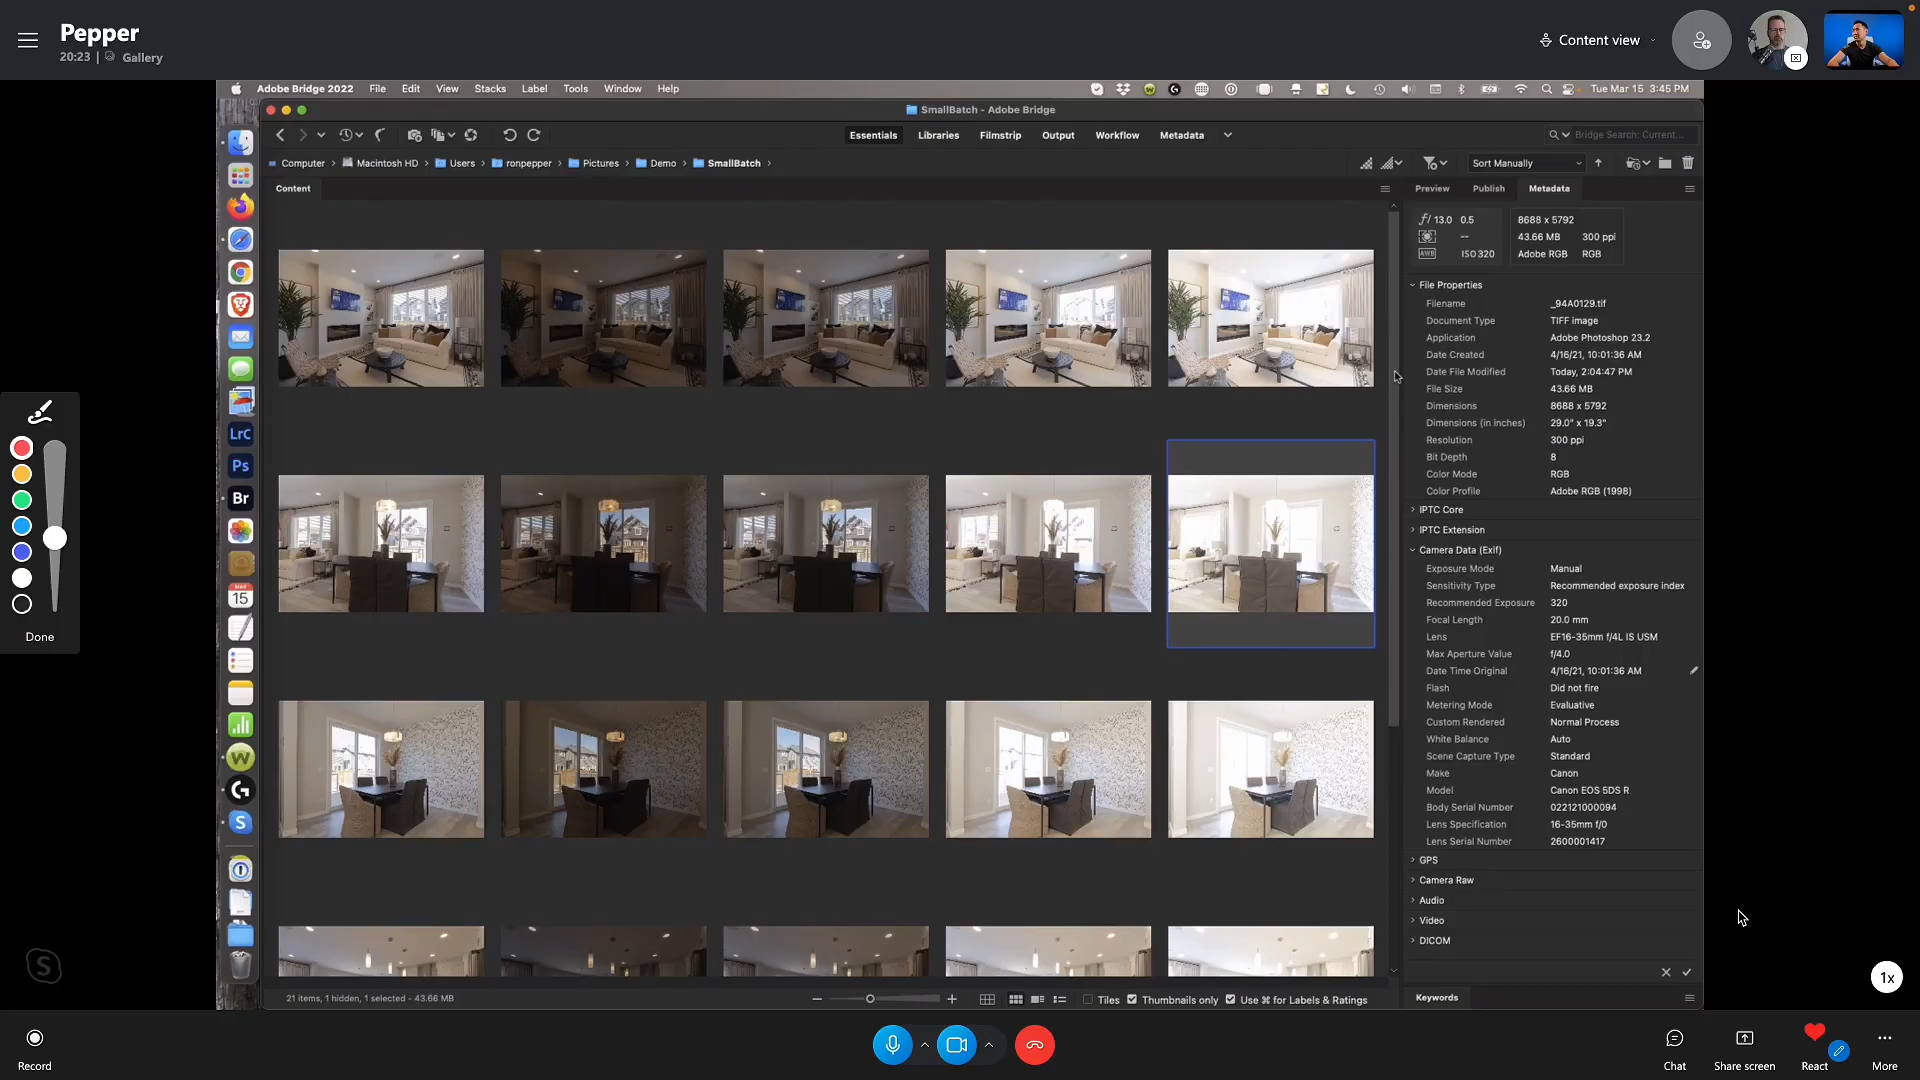 Pepper
20:23 | Gallery
Content view
Adobe Bridge 2022 File Edit View Stacks Label Tools Window Help
Tue Mar 15 3:45 PM
SmallBatch - Adobe Bridge
Essentials Libraries Filmstrip Output Workflow Metadata
Bridge Search: Current...
Computer Macintosh HD Users ronpepper Pictures Demo SmallBatch
Sort Manually
Content
Preview Publish Metadata
f/ 13.0 0.5
--
AWB ISO320
8688 x 5792
43.66 MB 300 ppi
Adobe RGB RGB
File Properties
Filename _94A0129.tif
Document Type TIFF image
Application Adobe Photoshop 23.2
Date Created 4/16/21, 10:01:36 AM
Date File Modified Today, 2:04:47 PM
File Size 43.66 MB
Dimensions 8688 x 5792
Dimensions (in inches) 29.0" x 19.3"
Resolution 300 ppi
Bit Depth 8
Color Mode RGB
Color Profile Adobe RGB (1998)
IPTC Core
IPTC Extension
Camera Data (Exif)
Exposure Mode Manual
Sensitivity Type Recommended exposure index
Recommended Exposure 320
Focal Length 20.0 mm
Lens EF16-35mm f/4L IS USM
Max Aperture Value f/4.0
Date Time Original 4/16/21, 10:01:36 AM
Flash Did not fire
Metering Mode Evaluative
Custom Rendered Normal Process
White Balance Auto
Scene Capture Type Standard
Make Canon
Model Canon EOS 5DS R
Body Serial Number 022121000094
Lens Specification 16-35mm f/0
Lens Serial Number 2600001417
GPS
Camera Raw
Audio
Video
DICOM
Keywords
LrC
Ps
Br
MAR
15
W
G
S
Done
S
21 items, 1 hidden, 1 selected - 43.66 MB
Tiles Thumbnails only Use ⌘ for Labels & Ratings
1x
Record
Chat
Share screen
React
More